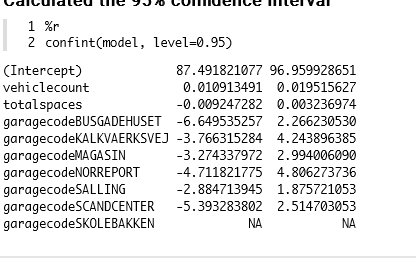 Calculated the 95% confidence interval
1 %r
2 confint(model, level=0.95)
(Intercept) 87.491821077 96.959928651
vehiclecount 0.010913491 0.019515627
totalspaces -0.009247282 0.003236974
garagecodeBUSGADEHUSET -6.649535257 2.266230530
garagecodeKALKVAERKSVEJ -3.766315284 4.243896385
garagecodeMAGASIN -3.274337972 2.994006090
garagecodeNORREPORT -4.711821775 4.806273736
garagecodeSALLING -2.884713945 1.875721053
garagecodeSCANDCENTER -5.393283802 2.514703053
garagecodeSKOLEBAKKEN NA NA